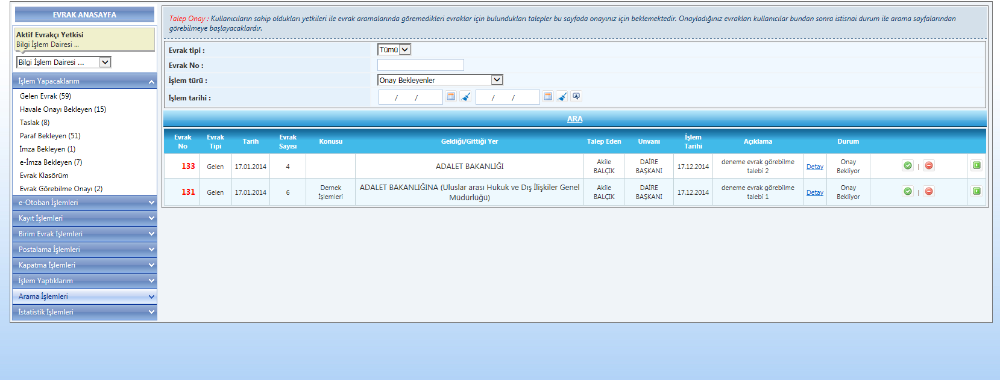 EVRAK ANASAYFA
Aktif Evrakçı Yetkisi
Bilgi İşlem Dairesi ...
Bilgi İşlem Dairesi ...
İşlem Yapacaklarım
Gelen Evrak (59)
Havale Onayı Bekleyen (15)
Taslak (8)
Paraf Bekleyen (51)
İmza Bekleyen (1)
e-İmza Bekleyen (7)
Evrak Klasörüm
Evrak Görebilme Onayı (2)
e-Otoban İşlemleri
Kayıt İşlemleri
Birim Evrak İşlemleri
Postalama İşlemleri
Kapatma İşlemleri
İşlem Yaptıklarım
Arama İşlemleri
İstatistik İşlemleri
Talep Onay : Kullanıcıların sahip oldukları yetkileri ile evrak aramalarında göremedikleri evraklar için bulundukları talepler bu sayfada onayınız için beklemektedir. Onayladığınız evrakları kullanıcılar bundan sonra istisnai durum ile arama sayfalarından
görebilmeye başlayacaklardır.
Evrak tipi : Tümü
Evrak No :
İşlem türü : Onay Bekleyenler
İşlem tarihi : / / / /
ARA
Evrak No Evrak Tipi Tarih Evrak Sayısı Konusu Geldiği/Gittiği Yer Talep Eden Unvanı İşlem Tarihi Açıklama Durum
133 Gelen 17.01.2014 4 ADALET BAKANLIĞI Akile BALÇIK DAİRE BAŞKANI 17.12.2014 deneme evrak görebilme talebi 2 Detay Onay Bekliyor |
131 Gelen 17.01.2014 6 Dernek İşlemleri ADALET BAKANLIĞINA (Uluslar arası Hukuk ve Dış İlişkiler Genel Müdürlüğü) Akile BALÇIK DAİRE BAŞKANI 17.12.2014 deneme evrak görebilme talebi 1 Detay Onay Bekliyor |